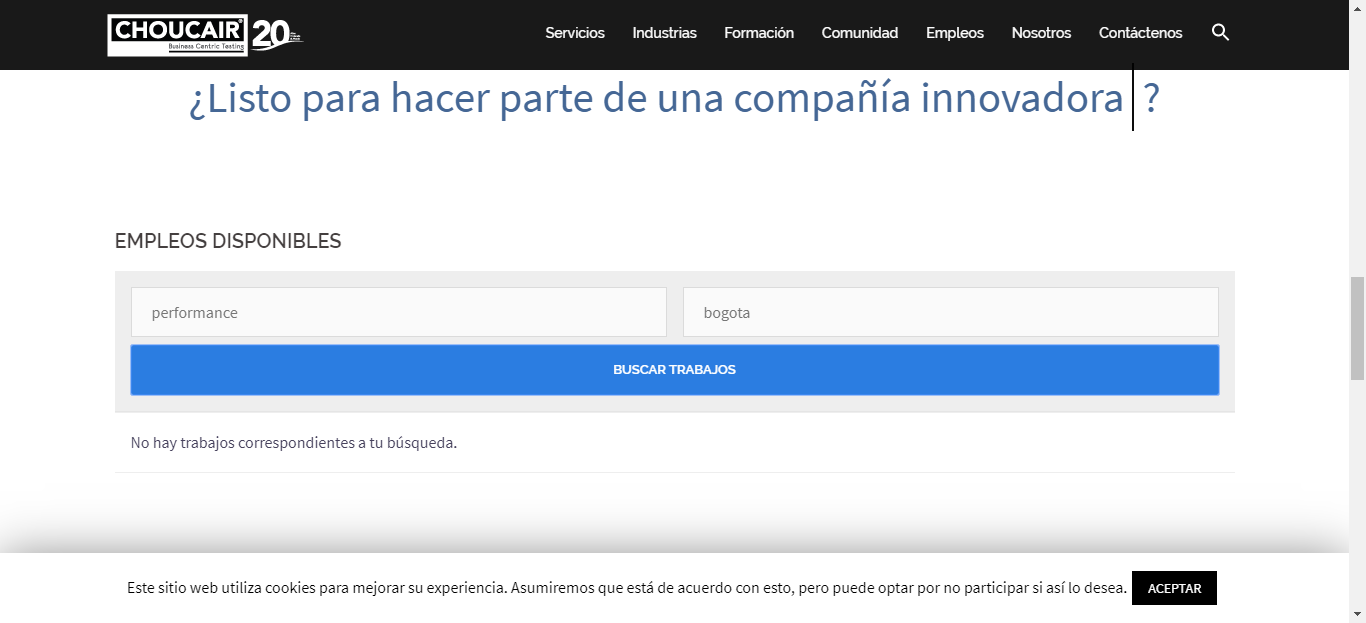 CHOUCAIR
Business Centric Testing
20
Servicios Industrias Formación Comunidad Empleos Nosotros Contáctenos
¿Listo para hacer parte de una compañía innovadora ?
EMPLEOS DISPONIBLES
performance bogota
BUSCAR TRABAJOS
No hay trabajos correspondientes a tu búsqueda.
Este sitio web utiliza cookies para mejorar su experiencia. Asumiremos que está de acuerdo con esto, pero puede optar por no participar si así lo desea. ACEPTAR